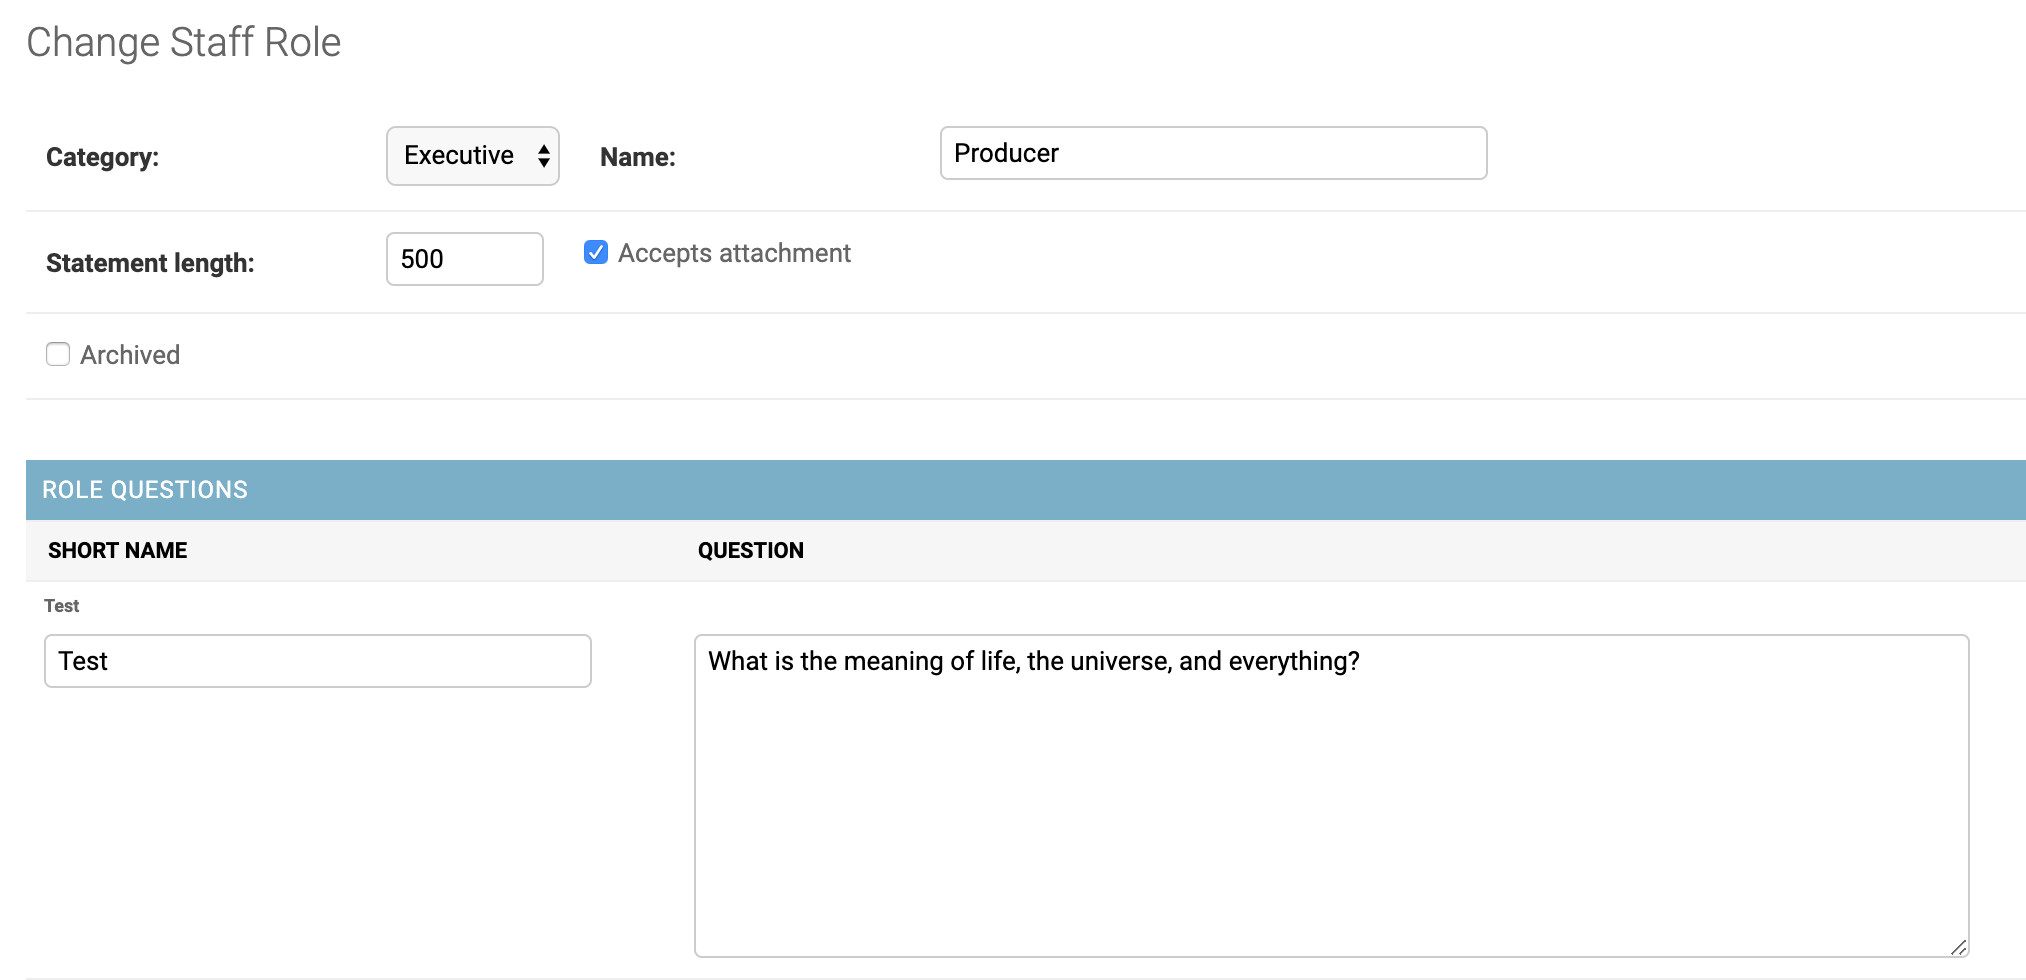 Change Staff Role
Category: Executive Name: Producer
Statement length: 500 Accepts attachment
Archived
ROLE QUESTIONS
SHORT NAME QUESTION
Test
Test What is the meaning of life, the universe, and everything?